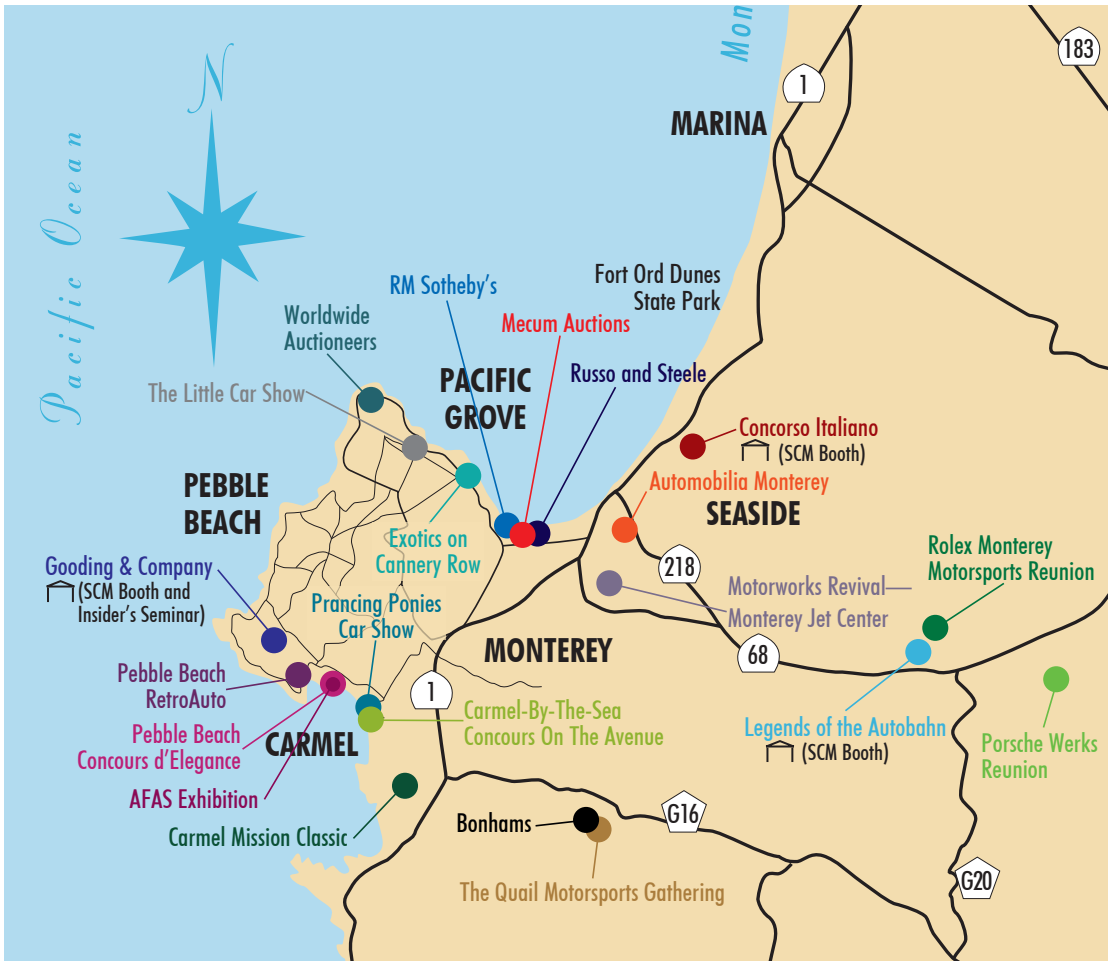 Mon
183
1
MARINA
N
Pacific Ocean
Fort Ord Dunes
State Park
RM Sotheby's
Mecum Auctions
Worldwide
Auctioneers
Russo and Steele
PACIFIC
GROVE
The Little Car Show
Concorso Italiano
(SCM Booth)
Automobilia Monterey
SEASIDE
PEBBLE
BEACH
Exotics on
Cannery Row
Rolex Monterey
Motorsports Reunion
218
Gooding & Company
(SCM Booth and
Insider's Seminar)
Motorworks Revival
Monterey Jet Center
Prancing Ponies
Car Show
MONTEREY
68
Pebble Beach
RetroAuto
1
Carmel-By-The-Sea
Concours On The Avenue
Legends of the Autobahn
(SCM Booth)
Porsche Werks
Reunion
Pebble Beach
Concours d'Elegance
CARMEL
AFAS Exhibition
Carmel Mission Classic
Bonhams
G16
The Quail Motorsports Gathering
G20